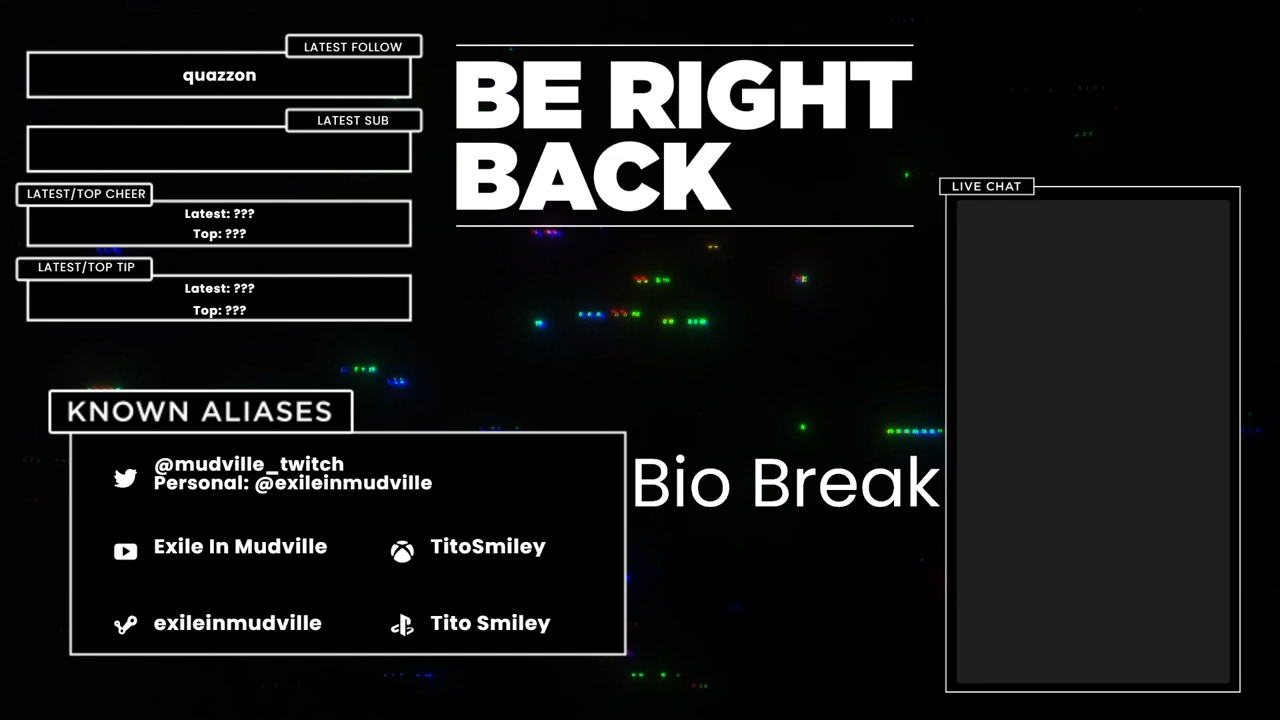 LATEST FOLLOW
quazzon
LATEST SUB
LATEST/TOP CHEER
Latest: ???
Top: ???
LATEST/TOP TIP
Latest: ???
Top: ???
BE RIGHT
BACK
LIVE CHAT
KNOWN ALIASES
@mudville_twitch
Personal: @exileinmudville
Exile In Mudville
TitoSmiley
exileinmudville
Tito Smiley
Bio Break